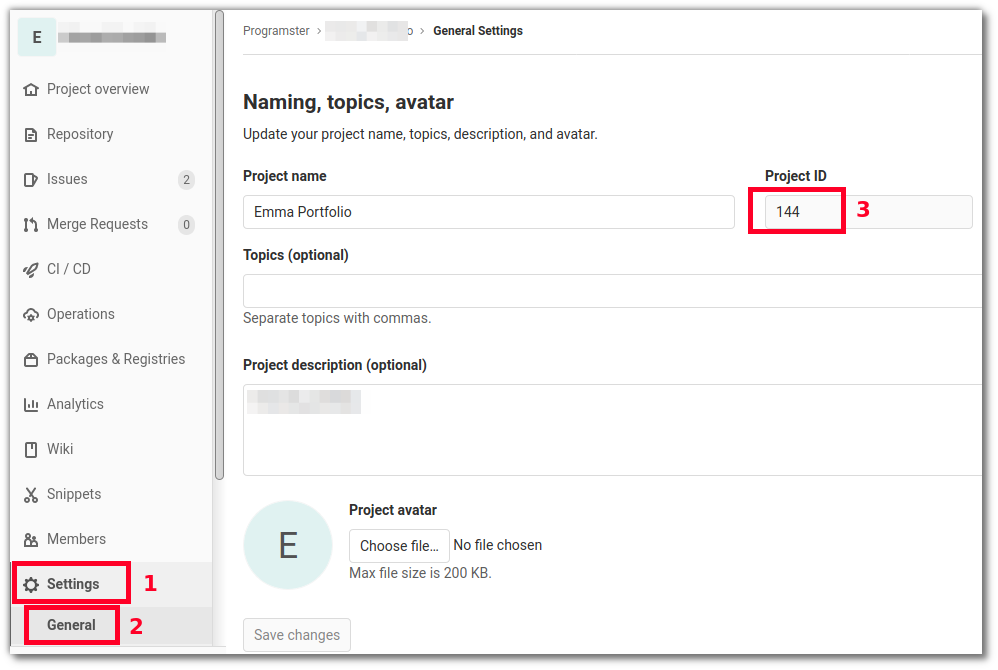 E
Project overview
Repository
Issues 2
Merge Requests 0
CI / CD
Operations
Packages & Registries
Analytics
Wiki
Snippets
Members
Settings 1
General 2
Programster › o › General Settings
Naming, topics, avatar
Update your project name, topics, description, and avatar.
Project name
Emma Portfolio
Project ID
144 3
Topics (optional)
Separate topics with commas.
Project description (optional)
E
Project avatar
Choose file... No file chosen
Max file size is 200 KB.
Save changes